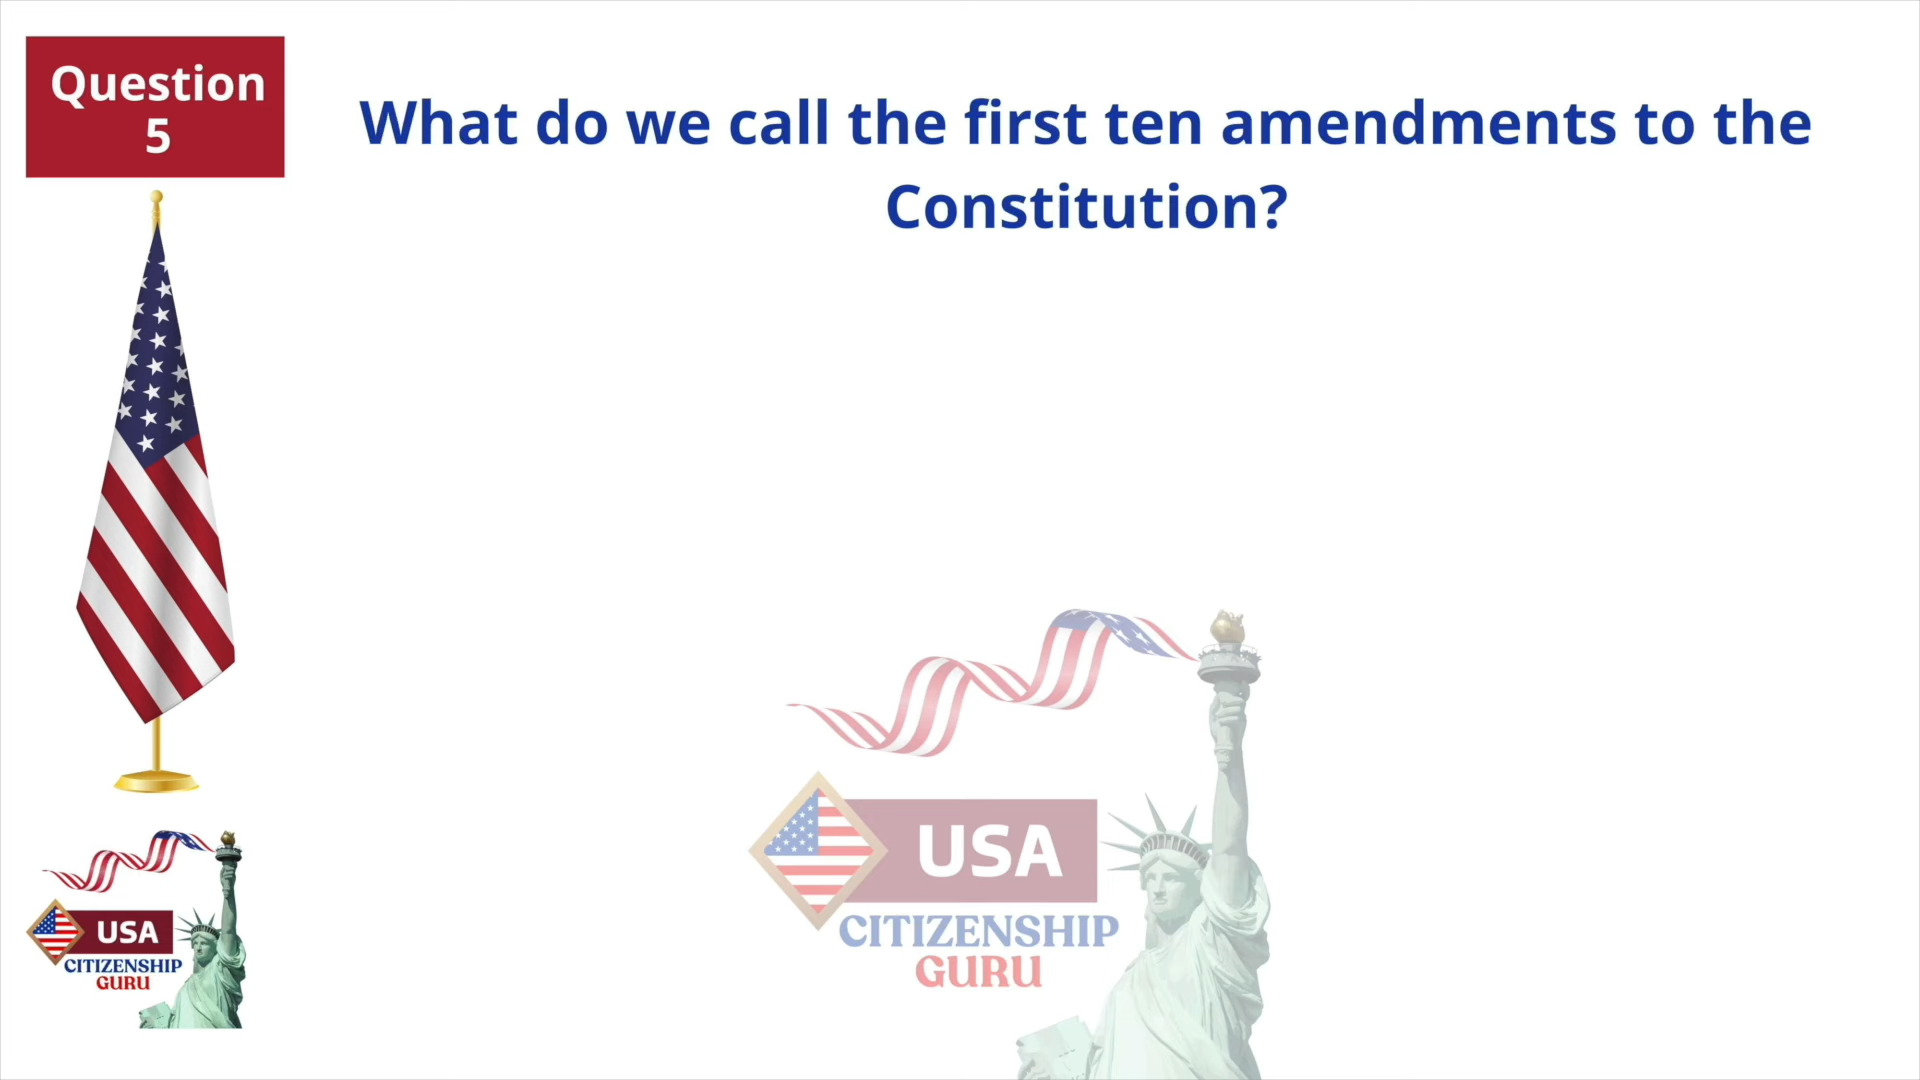 Question
5
What do we call the first ten amendments to the
Constitution?
USA
CITIZENSHIP
GURU
USA
CITIZENSHIP
GURU